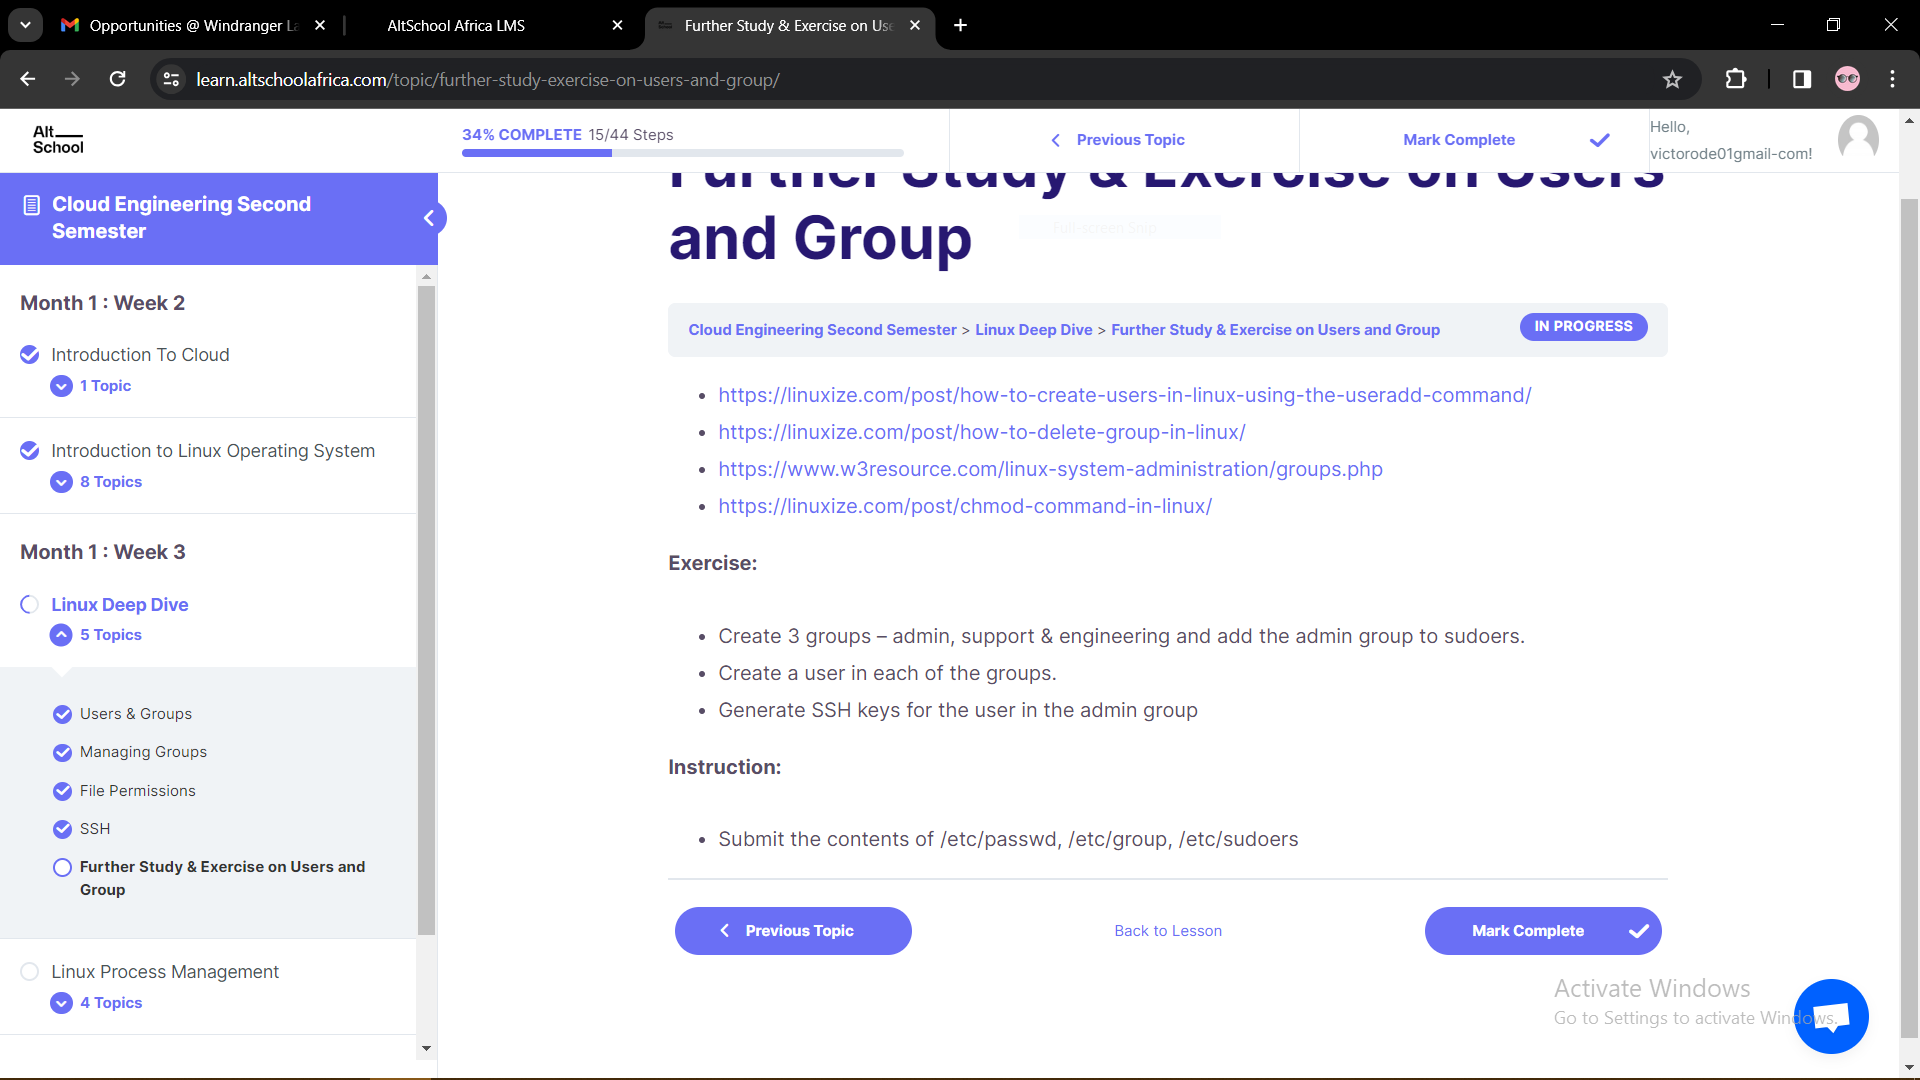 Opportunities @ Windranger La
AltSchool Africa LMS
Further Study & Exercise on Use
learn.altschoolafrica.com/topic/further-study-exercise-on-users-and-group/
Alt
School
34% COMPLETE 15/44 Steps
Previous Topic
Mark Complete
Hello,
victorode01gmail-com!
Cloud Engineering Second
Semester
Month 1 : Week 2
Introduction To Cloud
1 Topic
Introduction to Linux Operating System
8 Topics
Month 1 : Week 3
Linux Deep Dive
5 Topics
Users & Groups
Managing Groups
File Permissions
SSH
Further Study & Exercise on Users and
Group
Linux Process Management
4 Topics
Further Study & Exercise on Users
and Group
Full-screen Snip
Cloud Engineering Second Semester > Linux Deep Dive > Further Study & Exercise on Users and Group
IN PROGRESS
• https://linuxize.com/post/how-to-create-users-in-linux-using-the-useradd-command/
• https://linuxize.com/post/how-to-delete-group-in-linux/
• https://www.w3resource.com/linux-system-administration/groups.php
• https://linuxize.com/post/chmod-command-in-linux/
Exercise:
• Create 3 groups – admin, support & engineering and add the admin group to sudoers.
• Create a user in each of the groups.
• Generate SSH keys for the user in the admin group
Instruction:
• Submit the contents of /etc/passwd, /etc/group, /etc/sudoers
Previous Topic
Back to Lesson
Mark Complete
Activate Windows
Go to Settings to activate Windows.